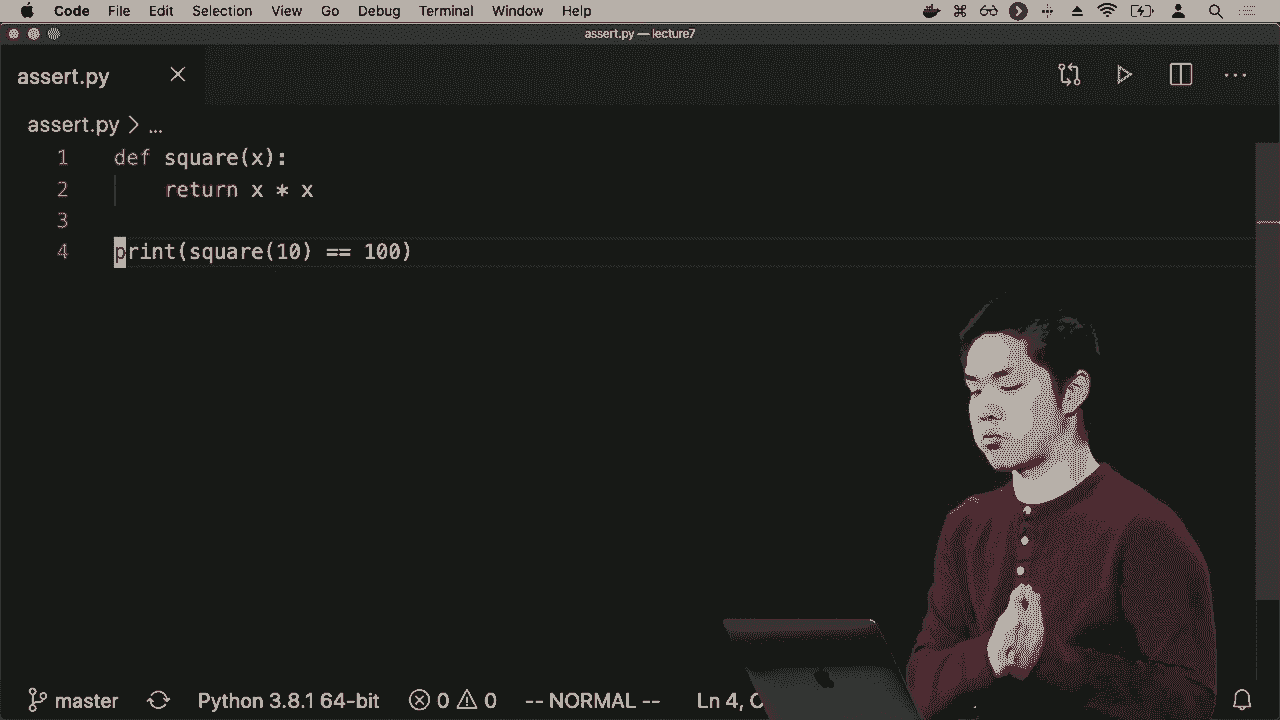 Code File Edit Selection View Go Debug Terminal Window Help
assert.py — lecture7
assert.py
assert.py > ...
1 def square(x):
2 return x * x
3
4 print(square(10) == 100)
master Python 3.8.1 64-bit 0 0 -- NORMAL -- Ln 4,